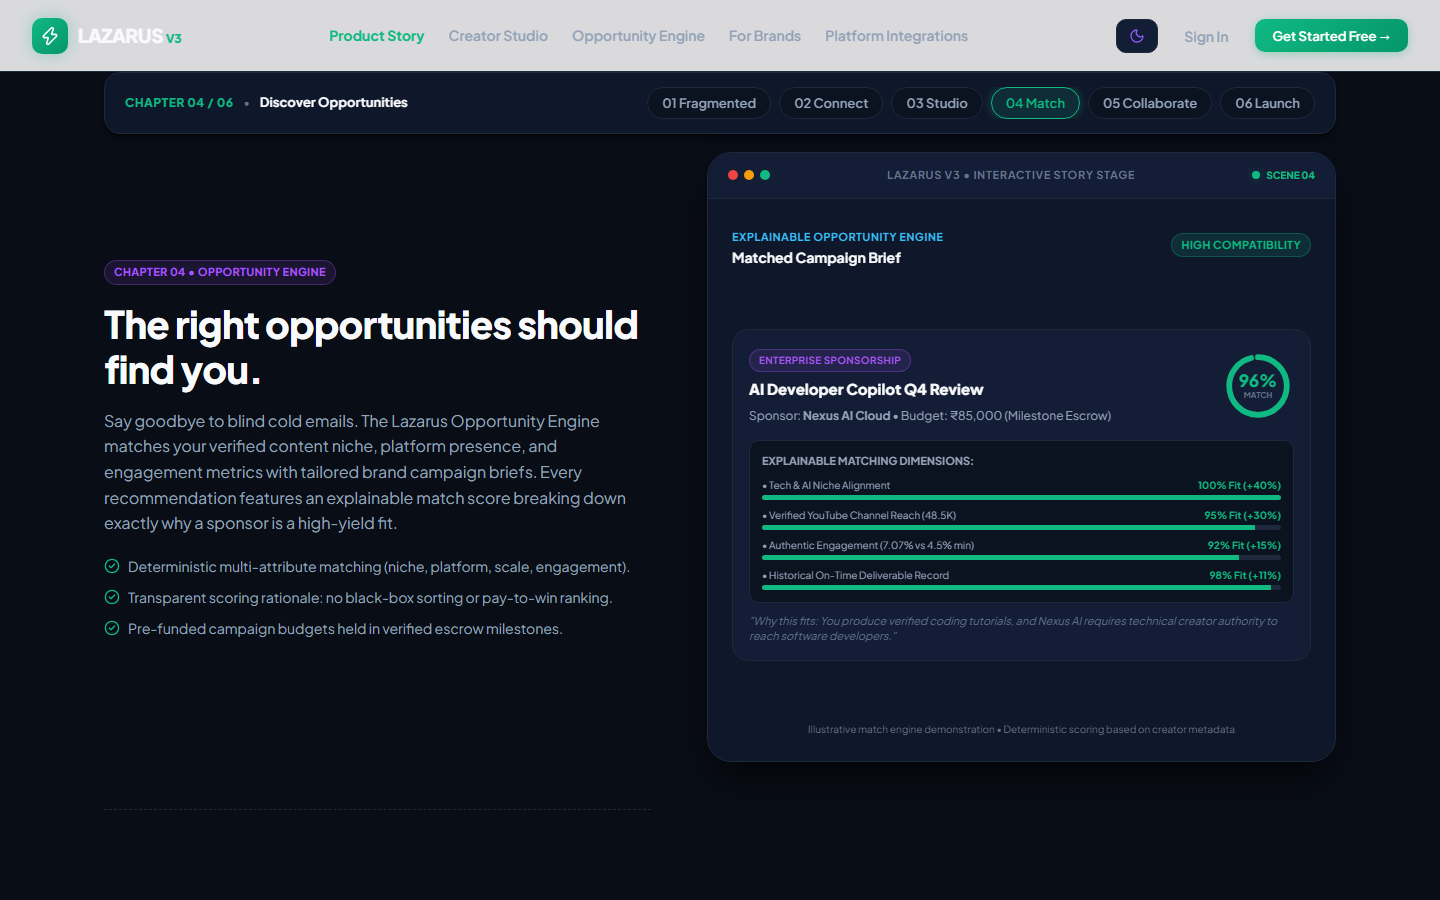 LAZARUS V3
Product Story
Creator Studio
Opportunity Engine
For Brands
Platform Integrations
Sign In
Get Started Free →
CHAPTER 04 / 06 • Discover Opportunities
01 Fragmented
02 Connect
03 Studio
04 Match
05 Collaborate
06 Launch
CHAPTER 04 • OPPORTUNITY ENGINE
The right opportunities should
find you.
Say goodbye to blind cold emails. The Lazarus Opportunity Engine
matches your verified content niche, platform presence, and
engagement metrics with tailored brand campaign briefs. Every
recommendation features an explainable match score breaking down
exactly why a sponsor is a high-yield fit.
Deterministic multi-attribute matching (niche, platform, scale, engagement).
Transparent scoring rationale: no black-box sorting or pay-to-win ranking.
Pre-funded campaign budgets held in verified escrow milestones.
LAZARUS V3 • INTERACTIVE STORY STAGE
SCENE 04
EXPLAINABLE OPPORTUNITY ENGINE
Matched Campaign Brief
HIGH COMPATIBILITY
ENTERPRISE SPONSORSHIP
AI Developer Copilot Q4 Review
Sponsor: Nexus AI Cloud • Budget: ₹85,000 (Milestone Escrow)
96%
MATCH
EXPLAINABLE MATCHING DIMENSIONS:
• Tech & AI Niche Alignment 100% Fit (+40%)
• Verified YouTube Channel Reach (48.5K) 95% Fit (+30%)
• Authentic Engagement (7.07% vs 4.5% min) 92% Fit (+15%)
• Historical On-Time Deliverable Record 98% Fit (+11%)
"Why this fits: You produce verified coding tutorials, and Nexus AI requires technical creator authority to
reach software developers."
Illustrative match engine demonstration • Deterministic scoring based on creator metadata